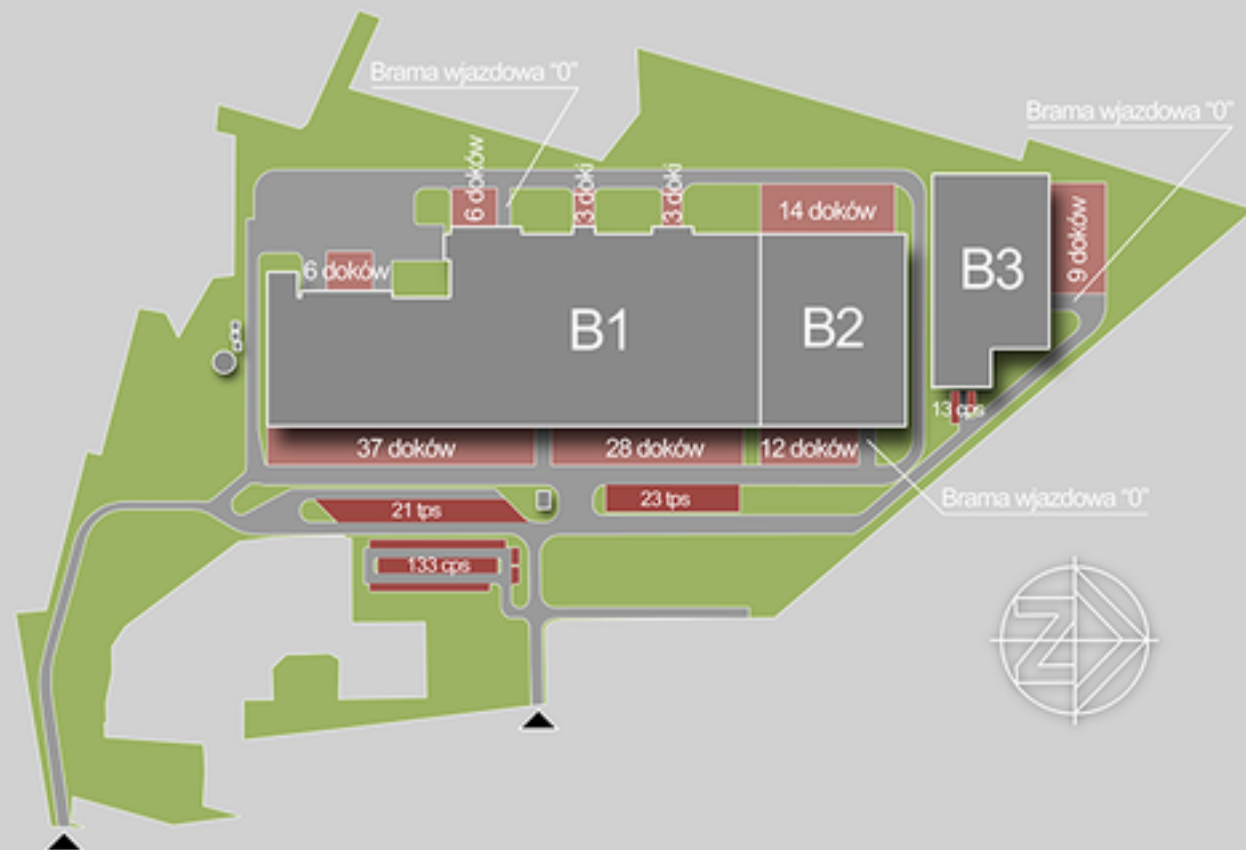 Brama wjazdowa "0"
Brama wjazdowa "0"
6 doków
3 doki
3 doki
14 doków
9 doków
6 doków
B1
B2
B3
13 cps
37 doków
28 doków
12 doków
Brama wjazdowa "0"
21 tps
23 tps
133 cps
N